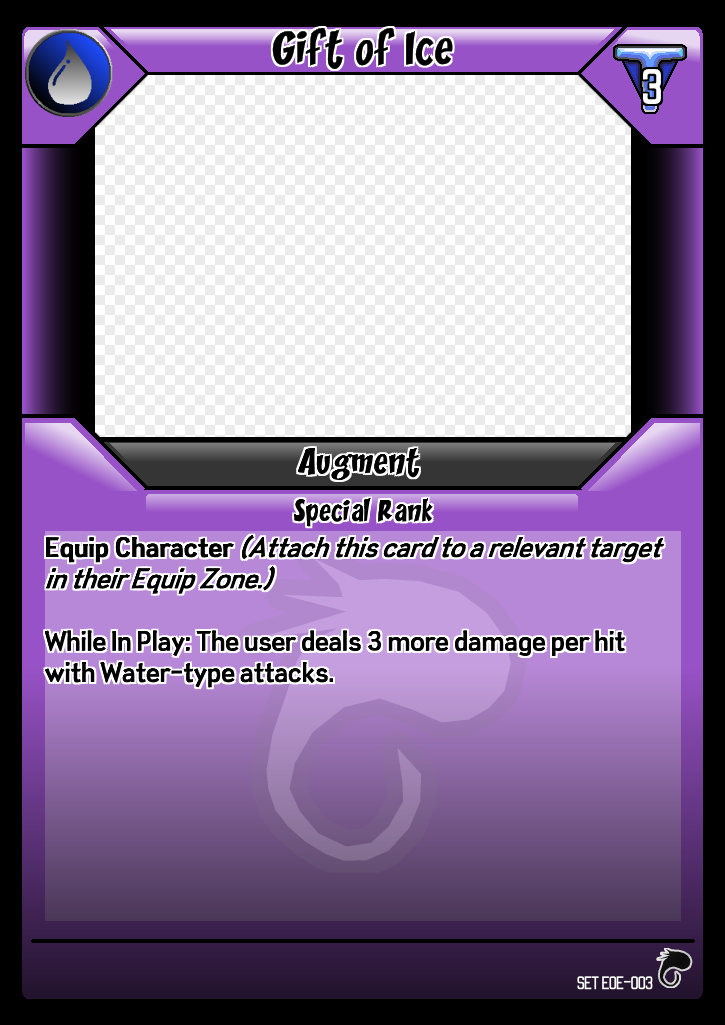 Gift of Ice
3
Augment
Special Rank
Equip Character (Attach this card to a relevant target
in their Equip Zone.)
While In Play: The user deals 3 more damage per hit
with Water-type attacks.
SET EOE-003